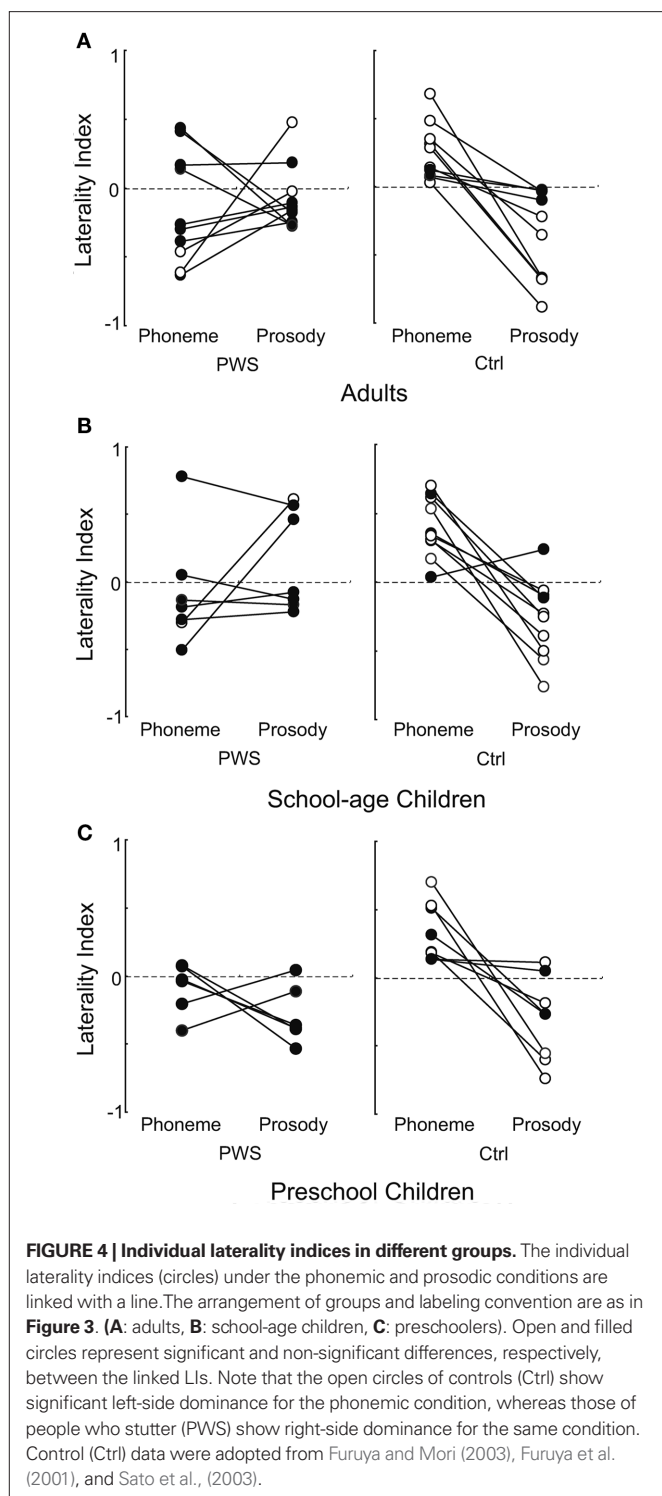 A
1
0
-1
Laterality Index
Phoneme Prosody Phoneme Prosody
PWS Ctrl
Adults
B
1
0
-1
Laterality Index
Phoneme Prosody Phoneme Prosody
PWS Ctrl
School-age Children
C
1
0
-1
Laterality Index
Phoneme Prosody Phoneme Prosody
PWS Ctrl
Preschool Children
FIGURE 4 | Individual laterality indices in different groups. The individual
laterality indices (circles) under the phonemic and prosodic conditions are
linked with a line.The arrangement of groups and labeling convention are as in
Figure 3. (A: adults, B: school-age children, C: preschoolers). Open and filled
circles represent significant and non-significant differences, respectively,
between the linked LIs. Note that the open circles of controls (Ctrl) show
significant left-side dominance for the phonemic condition, whereas those of
people who stutter (PWS) show right-side dominance for the same condition.
Control (Ctrl) data were adopted from Furuya and Mori (2003), Furuya et al.
(2001), and Sato et al., (2003).